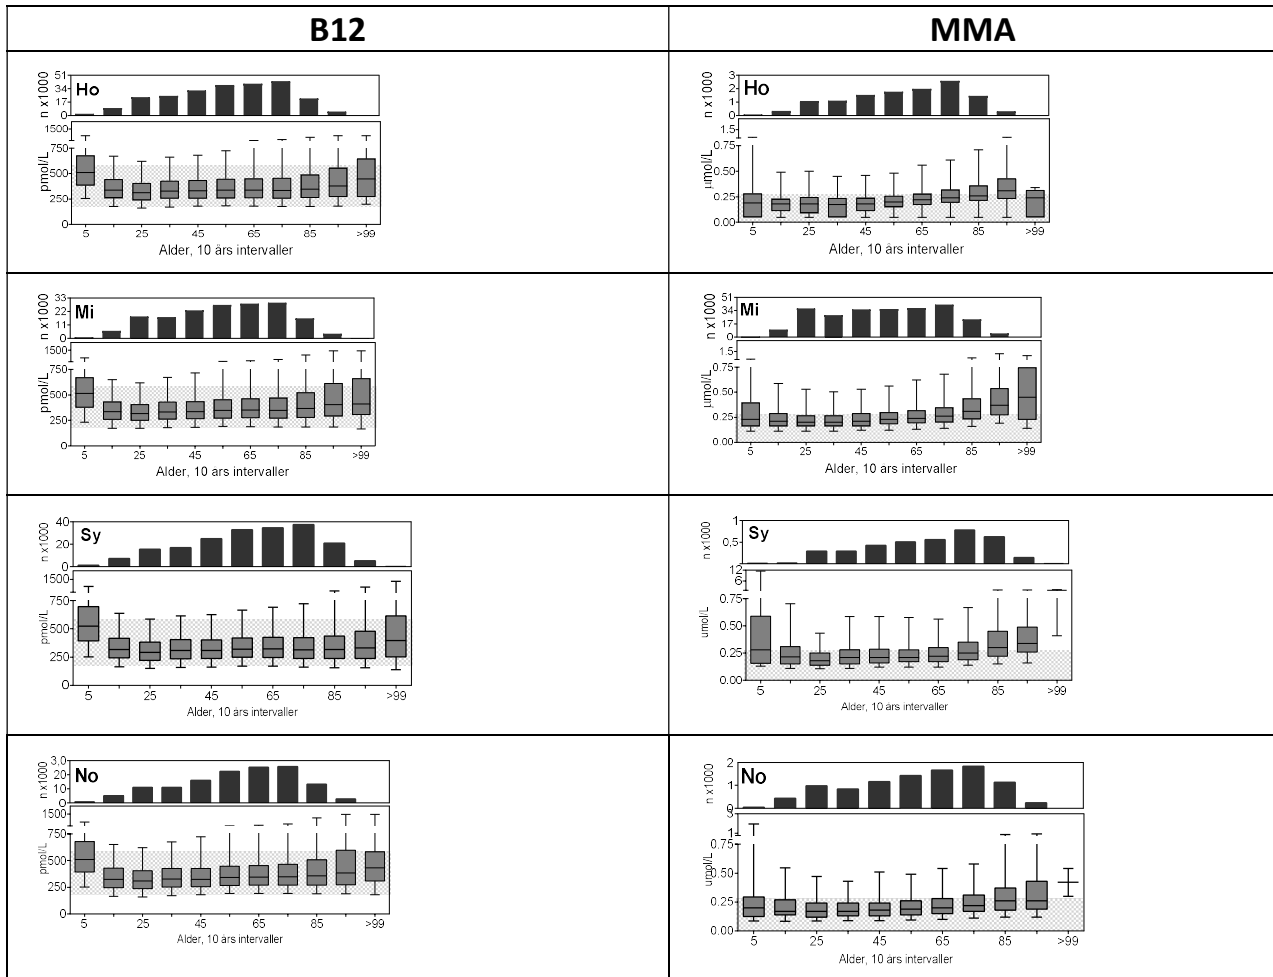 B12 MMA
Ho
n x1000
51
34
17
0
1500
750
500
250
0
pmol/L
5 25 45 65 85 >99
Alder, 10 års intervaller
Ho
n x1000
3
2
1
0
1.5
0.75
0.50
0.25
0.00
µmol/L
5 25 45 65 85 >99
Alder, 10 års intervaller
Mi
n x1000
33
22
11
0
1500
750
500
250
0
pmol/L
5 25 45 65 85 >99
Alder, 10 års intervaller
Mi
n x1000
51
34
17
0
1.5
0.75
0.50
0.25
0.00
µmol/L
5 25 45 65 85 >99
Alder, 10 års intervaller
Sy
n x1000
40
20
0
1500
750
500
250
0
pmol/L
5 25 45 65 85 >99
Alder, 10 års intervaller
Sy
n x1000
1
0,5
0
12
6
0.75
0.50
0.25
0.00
umol/L
5 25 45 65 85 >99
Alder, 10 års intervaller
No
n x1000
3,0
20
10
0
1500
750
500
250
0
pmol/L
5 25 45 65 85 >99
Alder, 10 års intervaller
No
n x1000
2
1
0
3
1
0.75
0.50
0.25
0.00
umol/L
5 25 45 65 85 >99
Alder, 10 års intervaller